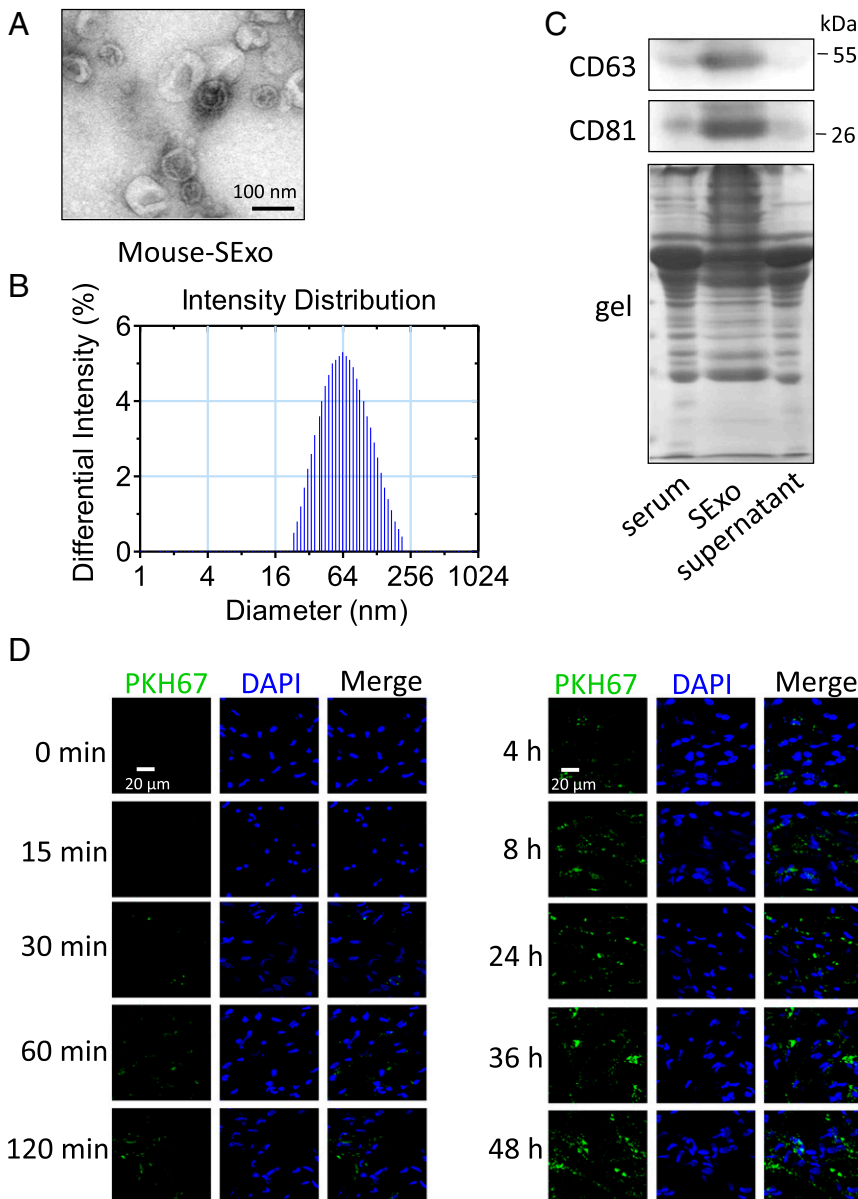 A
100 nm
Mouse-SExo
B
Intensity Distribution
Differential Intensity (%)
6
4
2
0
1 4 16 64 256 1024
Diameter (nm)
C
kDa
CD63
55
CD81
26
gel
serum
SExo
supernatant
D
PKH67 DAPI Merge
0 min
20 μm
15 min
30 min
60 min
120 min
PKH67 DAPI Merge
4 h
20 μm
8 h
24 h
36 h
48 h